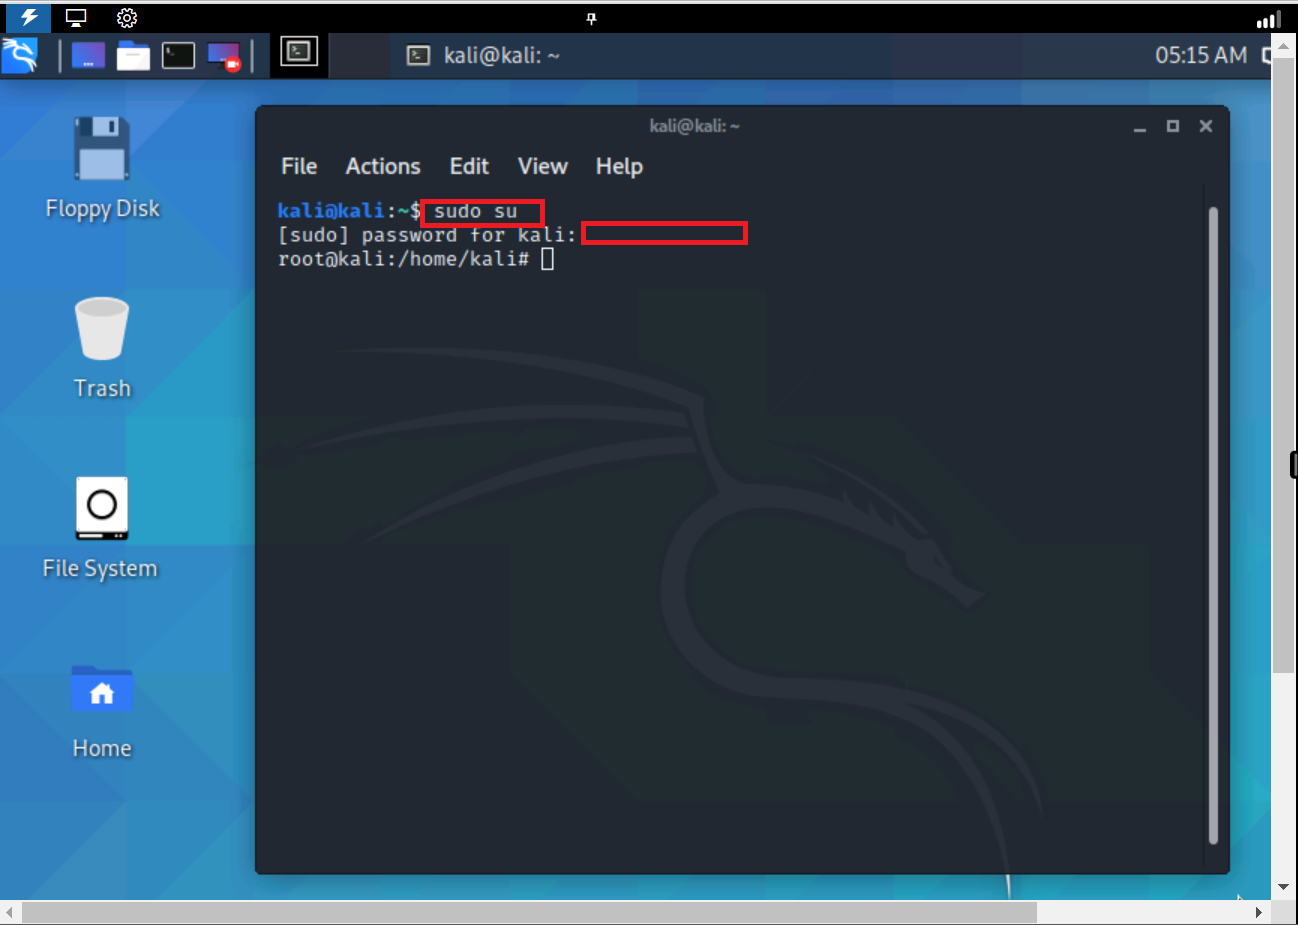 kali@kali: ~
05:15 AM
Floppy Disk
Trash
File System
Home
kali@kali: ~
File Actions Edit View Help
kali@kali:~$ sudo su
[sudo] password for kali:
root@kali:/home/kali#